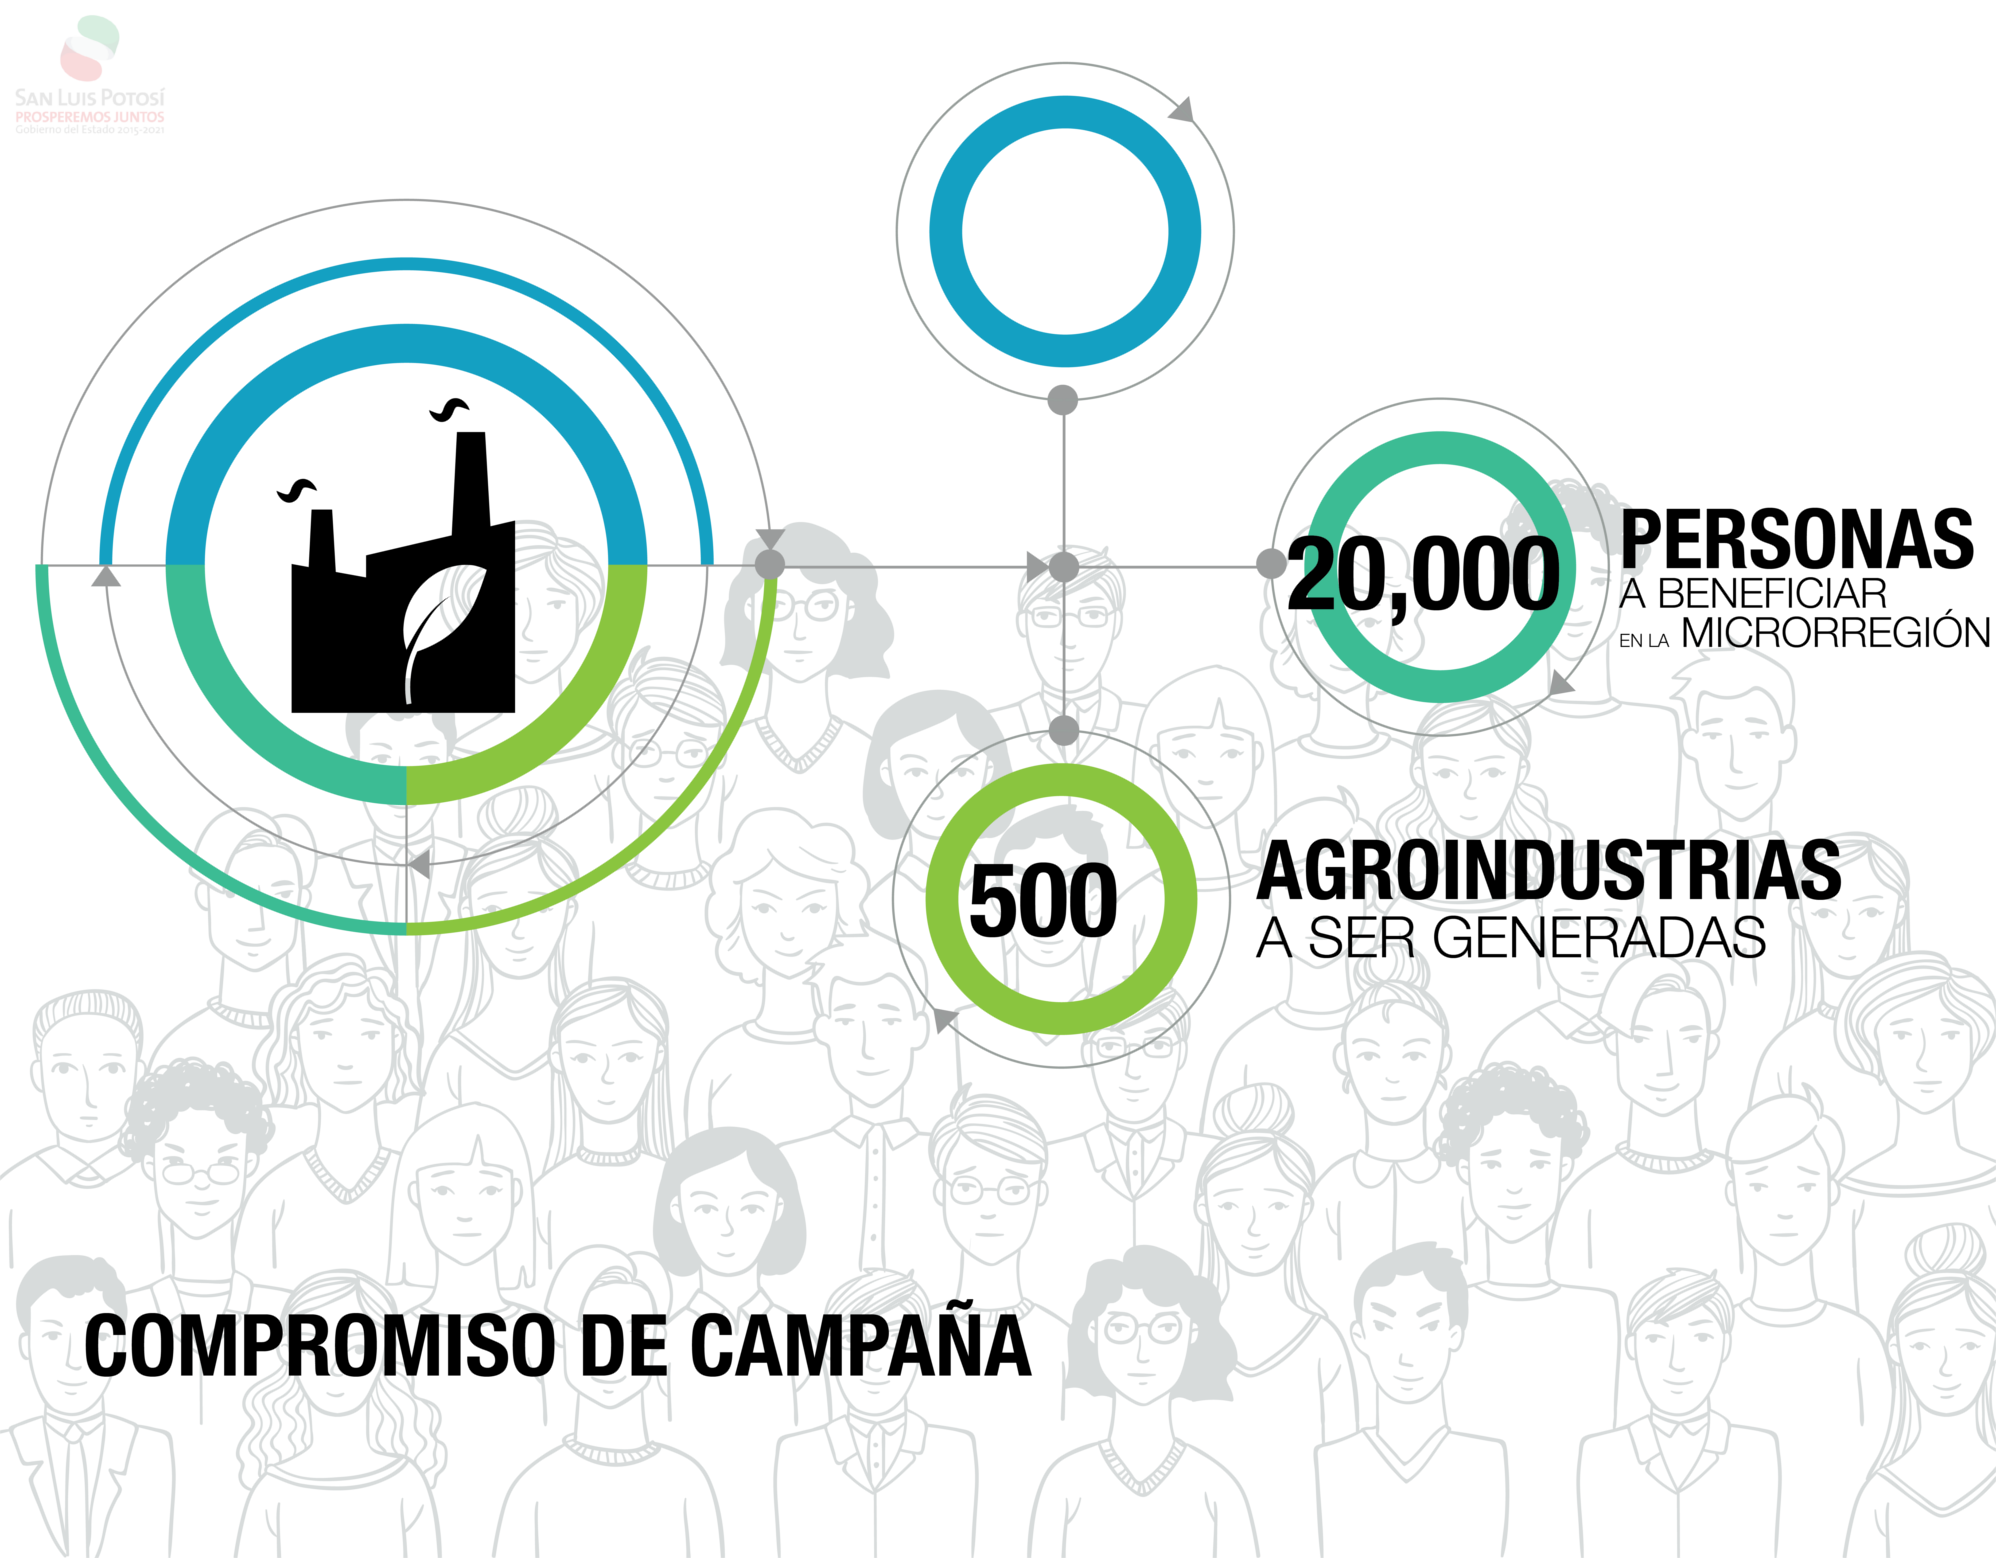 SAN LUIS POTOSÍ
PROSPEREMOS JUNTOS
Gobierno del Estado 2015-2021
20,000
PERSONAS
A BENEFICIAR
EN LA MICRORREGIÓN
500
AGROINDUSTRIAS
A SER GENERADAS
COMPROMISO DE CAMPAÑA